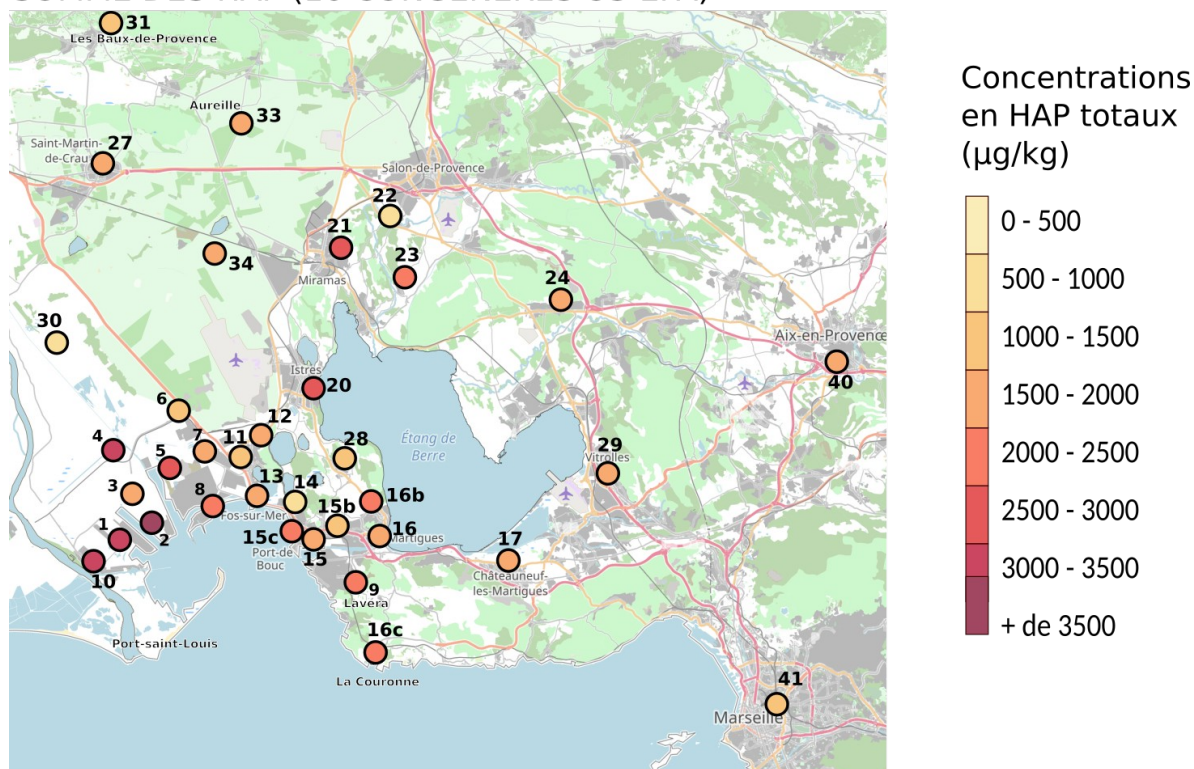 31
Les Baux-de-Provence
Aureille
33
Saint-Martin-
de-Crau
27
Salon-de-Provence
22
21
23
34
Miramas
24
30
Aix-en-Provence
40
Istres
20
6
12
4
7
11
28
Étang de
Berre
5
29
Vitrolles
3
8
13
14
16b
Fos-sur-Mer
15b
1
2
15c
15
16
Martigues
Port-de-
Bouc
17
10
Châteauneuf-
les-Martigues
9
Lavera
16c
Port-saint-Louis
La Couronne
41
Marseille
Concentrations
en HAP totaux
(µg/kg)
0 - 500
500 - 1000
1000 - 1500
1500 - 2000
2000 - 2500
2500 - 3000
3000 - 3500
+ de 3500